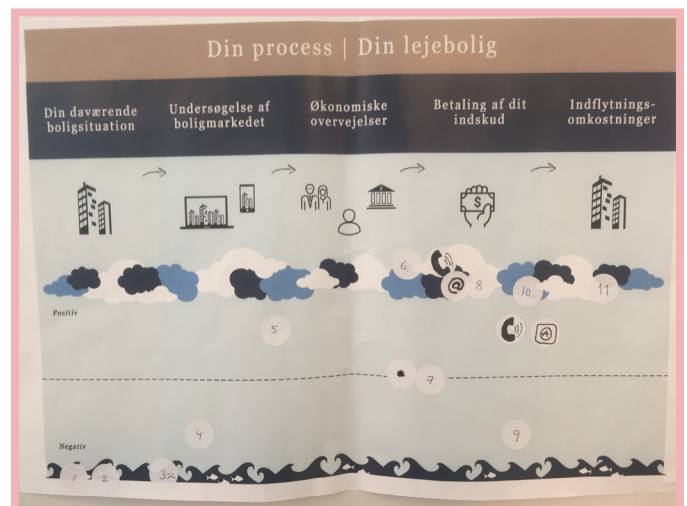 Din process | Din lejebolig
Din daværende
boligsituation
Undersøgelse af
boligmarkedet
Økonomiske
overvejelser
Betaling af dit
indskud
Indflytnings-
omkostninger
$
6.
@
8
10.
11
Positiv
5.
7
4
9
Negativ
1
2
3